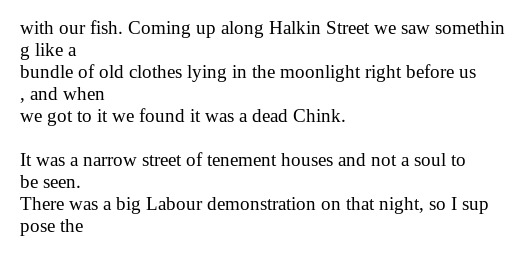 with our fish. Coming up along Halkin Street we saw somethin
g like a
bundle of old clothes lying in the moonlight right before us
, and when
we got to it we found it was a dead Chink.
It was a narrow street of tenement houses and not a soul to
be seen.
There was a big Labour demonstration on that night, so I sup
pose the